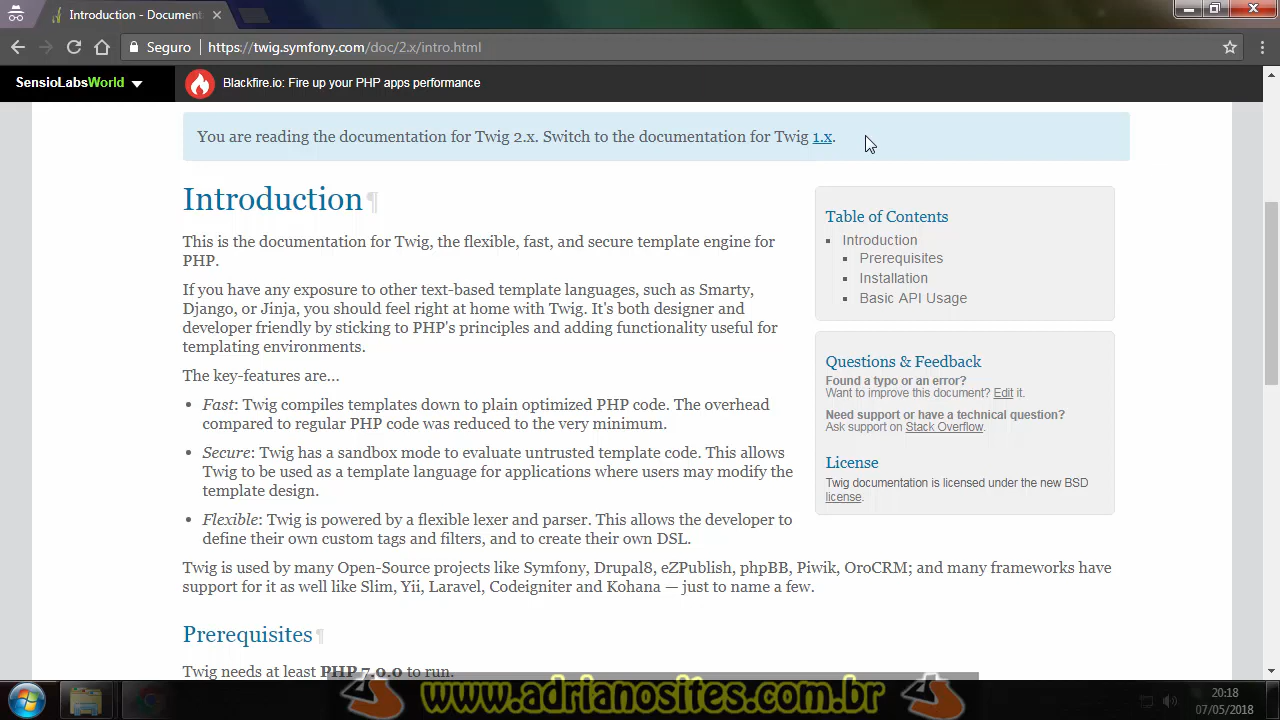 Introduction - Document
Seguro
https://twig.symfony.com/doc/2.x/intro.html
SensioLabsWorld
Blackfire.io: Fire up your PHP apps performance
You are reading the documentation for Twig 2.x. Switch to the documentation for Twig 1.x.
Introduction ¶
This is the documentation for Twig, the flexible, fast, and secure template engine for
PHP.
If you have any exposure to other text-based template languages, such as Smarty,
Django, or Jinja, you should feel right at home with Twig. It's both designer and
developer friendly by sticking to PHP's principles and adding functionality useful for
templating environments.
The key-features are...
• Fast: Twig compiles templates down to plain optimized PHP code. The overhead
compared to regular PHP code was reduced to the very minimum.
• Secure: Twig has a sandbox mode to evaluate untrusted template code. This allows
Twig to be used as a template language for applications where users may modify the
template design.
• Flexible: Twig is powered by a flexible lexer and parser. This allows the developer to
define their own custom tags and filters, and to create their own DSL.
Twig is used by many Open-Source projects like Symfony, Drupal8, eZPublish, phpBB, Piwik, OroCRM; and many frameworks have
support for it as well like Slim, Yii, Laravel, Codeigniter and Kohana — just to name a few.
Prerequisites ¶
Twig needs at least PHP 7.0.0 to run.
Table of Contents
Introduction
Prerequisites
Installation
Basic API Usage
Questions & Feedback
Found a typo or an error?
Want to improve this document? Edit it.
Need support or have a technical question?
Ask support on Stack Overflow.
License
Twig documentation is licensed under the new BSD
license.
www.adrianosites.com.br
20:18
07/05/2018